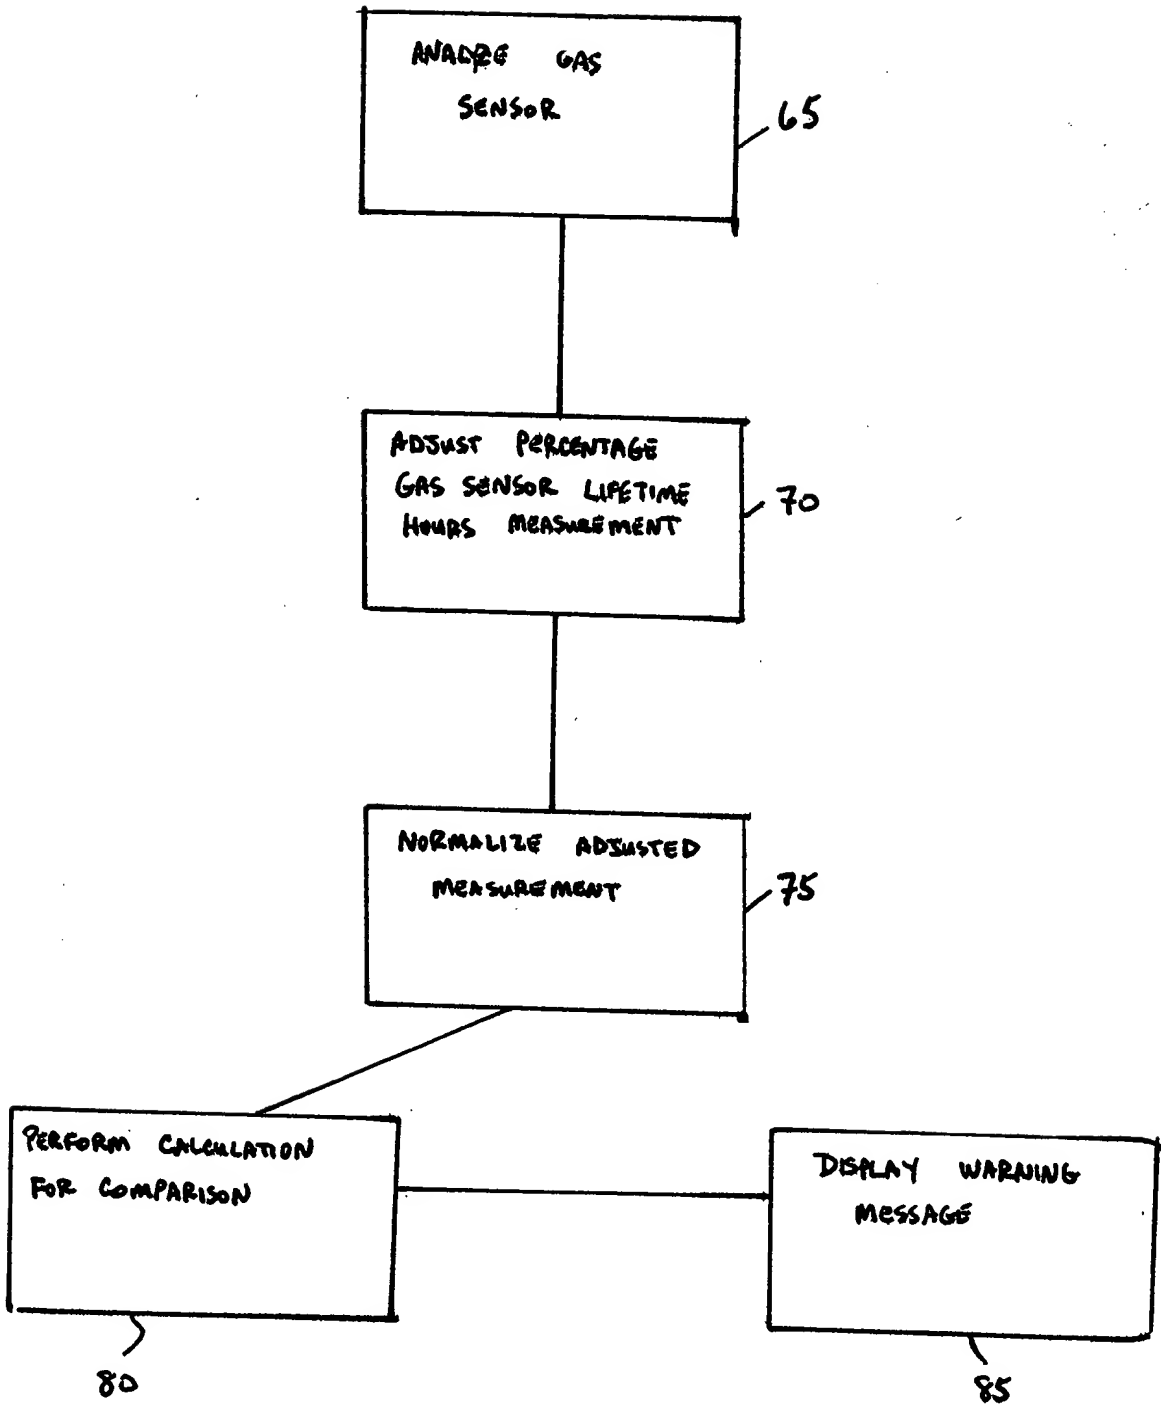 ANALYZE GAS
SENSOR
65
ADJUST PERCENTAGE
GAS SENSOR LIFETIME
HOURS MEASUREMENT
70
NORMALIZE ADJUSTED
MEASUREMENT
75
PERFORM CALCULATION
FOR COMPARISON
80
DISPLAY WARNING
MESSAGE
85